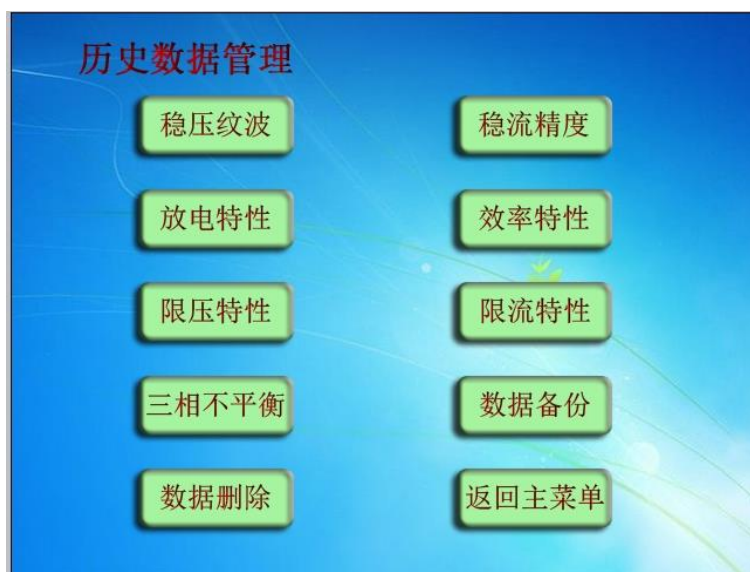 历史数据管理
稳压纹波
稳流精度
放电特性
效率特性
限压特性
限流特性
三相不平衡
数据备份
数据删除
返回主菜单